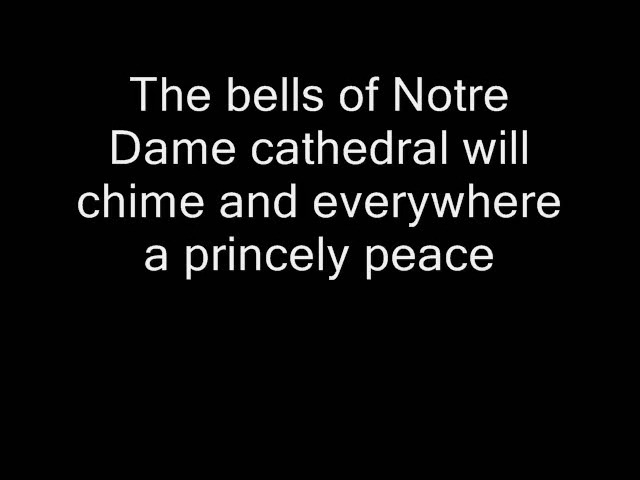 The bells of Notre
Dame cathedral will
chime and everywhere
a princely peace